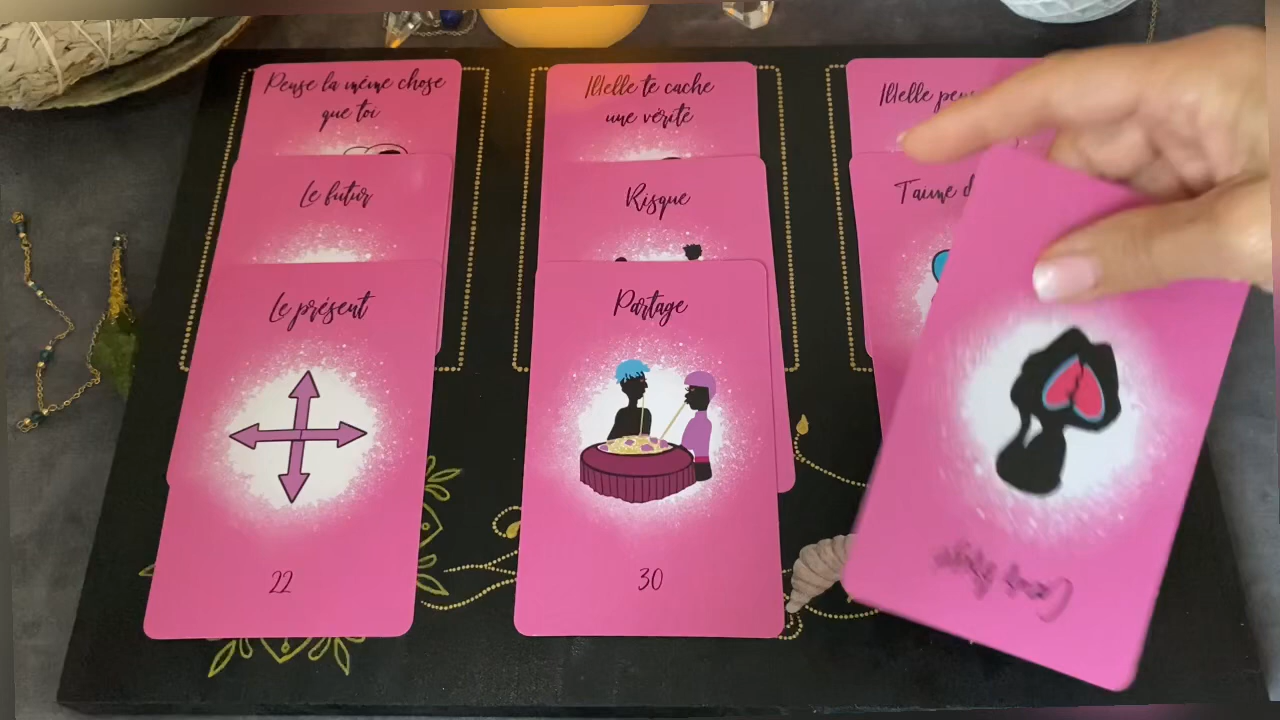 Pense la même chose
que toi
Il/elle te cache
une vérité
Il/elle
Le futur
Risque
T'aime
Le présent
Partage
22
30